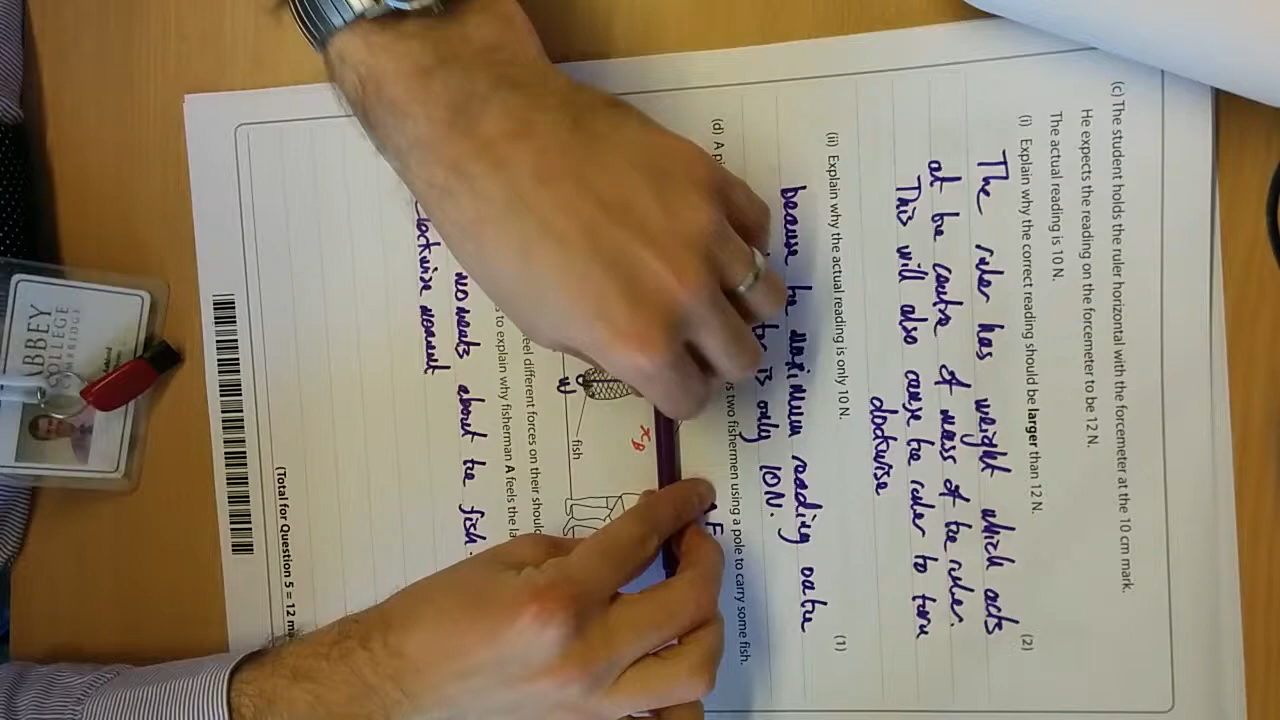 (c) The student holds the ruler horizontal with the forcemeter at the 10 cm mark.
He expects the reading on the forcemeter to be 12 N.
The actual reading is 10 N.
(i) Explain why the correct reading should be larger than 12 N.
(2)
The ruler has weight which acts
at the centre of mass of the ruler.
This will also cause the ruler to turn
clockwise
(ii) Explain why the actual reading is only 10 N.
(1)
because the maximum reading on the
is only 10N.
(d) A
two fishermen using a pole to carry some fish.
F
xB
W
fish
eel different forces on their should
to explain why fisherman A feels the la
moments about the fish.
clockwise moment
(Total for Question 5 = 12 ma
ABBEY
COLLEGE
CAMBRIDGE